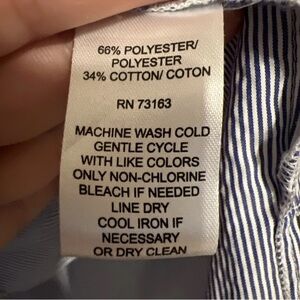 66% POLYESTER/
POLYESTER
34% COTTON/ COTON
RN 73163
MACHINE WASH COLD
GENTLE CYCLE
WITH LIKE COLORS
ONLY NON-CHLORINE
BLEACH IF NEEDED
LINE DRY
COOL IRON IF
NECESSARY
OR DRY CLEAN